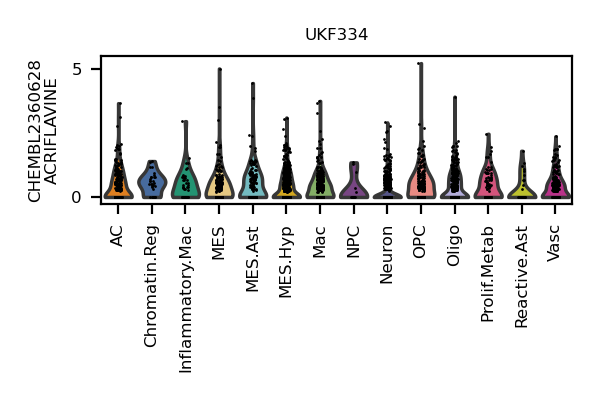 UKF334
CHEMBL2360628
ACRIFLAVINE
5
0
AC
Chromatin.Reg
Inflammatory.Mac
MES
MES.Ast
MES.Hyp
Mac
NPC
Neuron
OPC
Oligo
Prolif.Metab
Reactive.Ast
Vasc